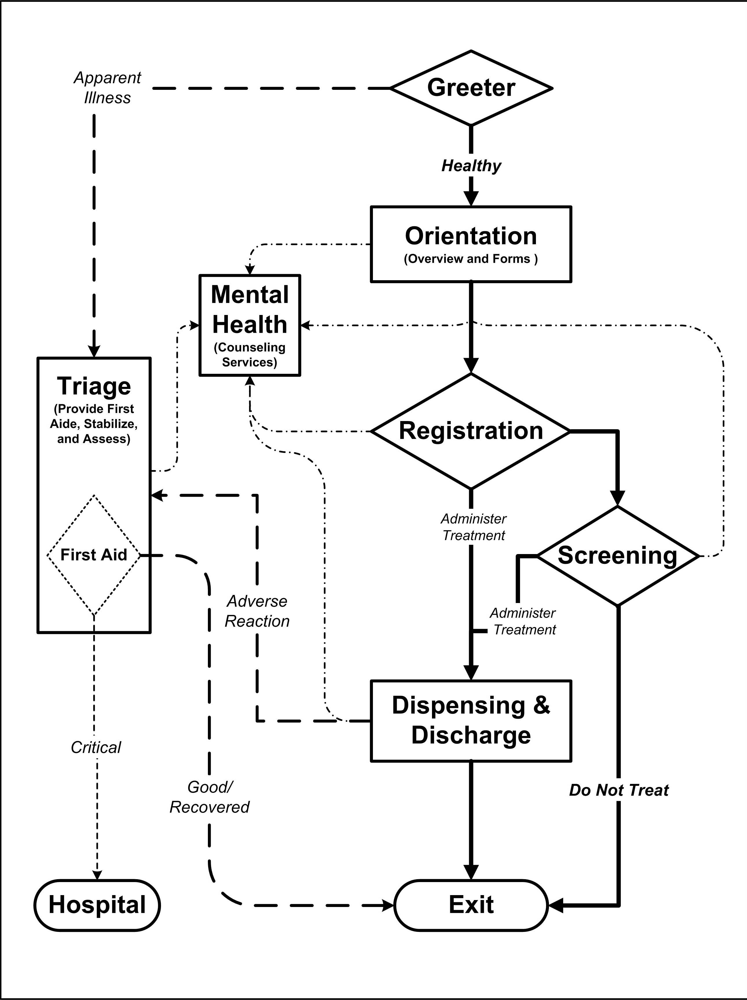 Greeter
Apparent
Illness
Healthy
Orientation
(Overview and Forms )
Mental
Health
(Counseling
Services)
Triage
(Provide First
Aide, Stabilize,
and Assess)
Registration
Administer
Treatment
First Aid
Screening
Adverse
Reaction
Administer
Treatment
Dispensing &
Discharge
Critical
Good/
Recovered
Do Not Treat
Hospital
Exit